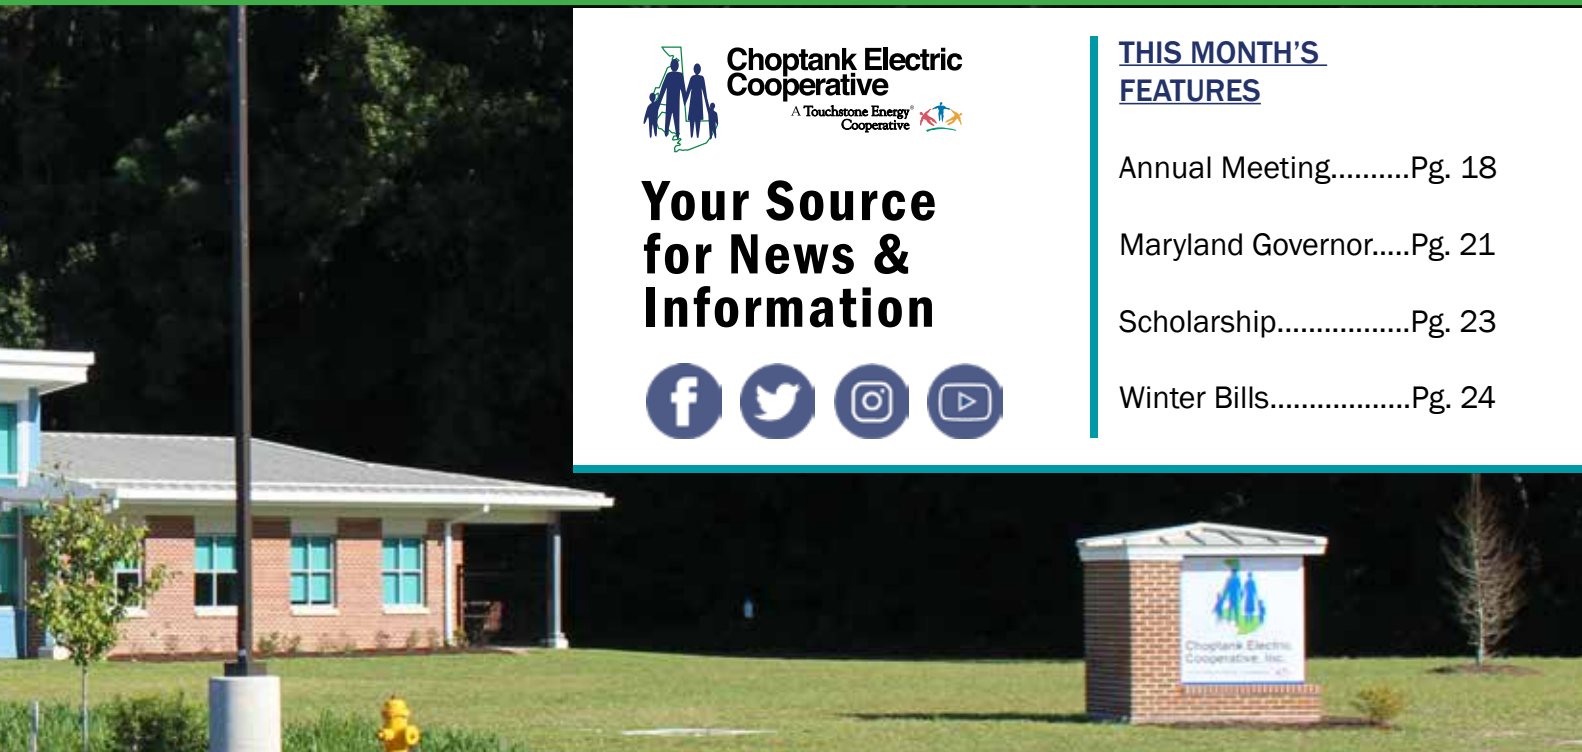 Choptank Electric
Cooperative
A Touchstone Energy®
Cooperative
Your Source
for News &
Information
THIS MONTH'S
FEATURES
Annual Meeting..........Pg. 18
Maryland Governor.....Pg. 21
Scholarship.................Pg. 23
Winter Bills..................Pg. 24
Choptank Electric
Cooperative, Inc.